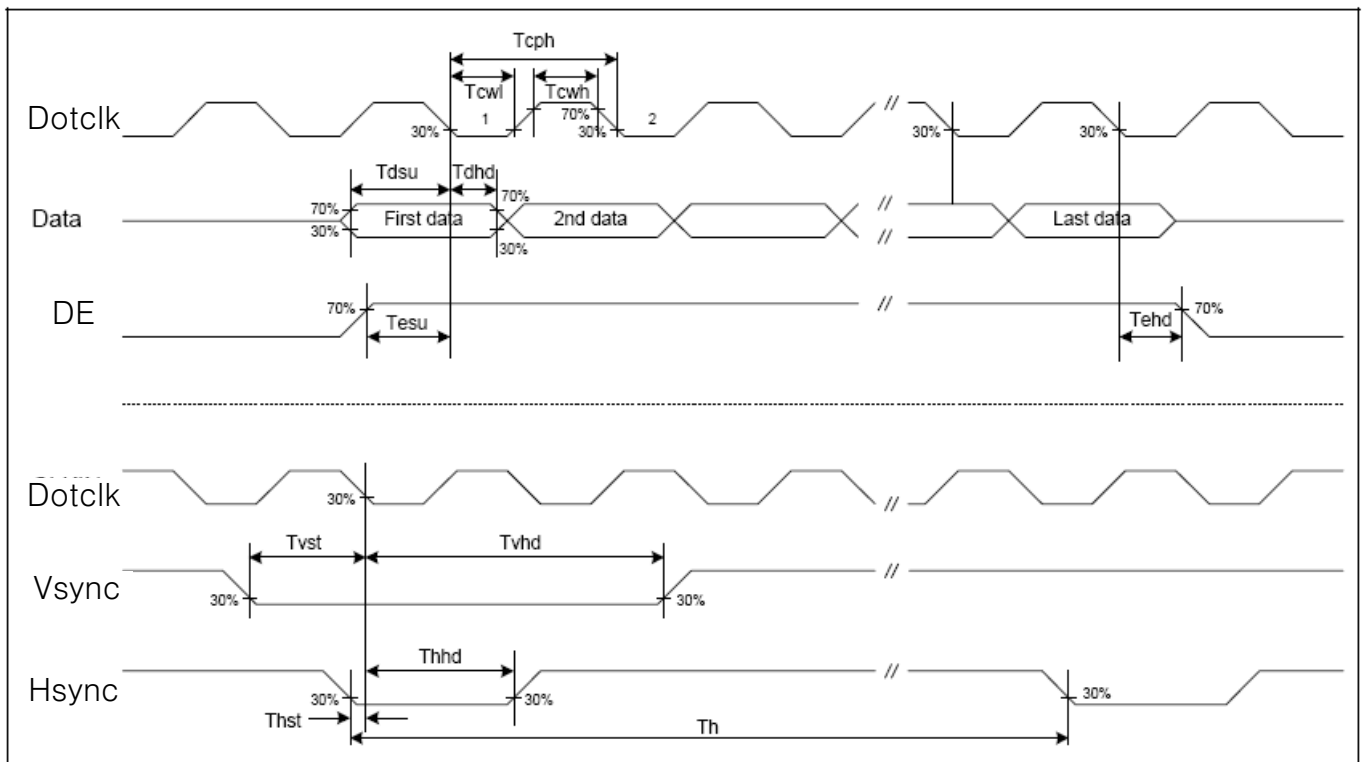 Tcph
Tcwl
Tcwh
Dotclk
30%
1
70%
30%
2
//
30%
30%
Tdsu
Tdhd
Data
70%
30%
First data
70%
30%
2nd data
//
//
Last data
DE
70%
Tesu
//
Tehd
70%
Dotclk
30%
//
Tvst
Tvhd
Vsync
30%
30%
//
Thhd
Hsync
30%
30%
//
30%
Thst
Th